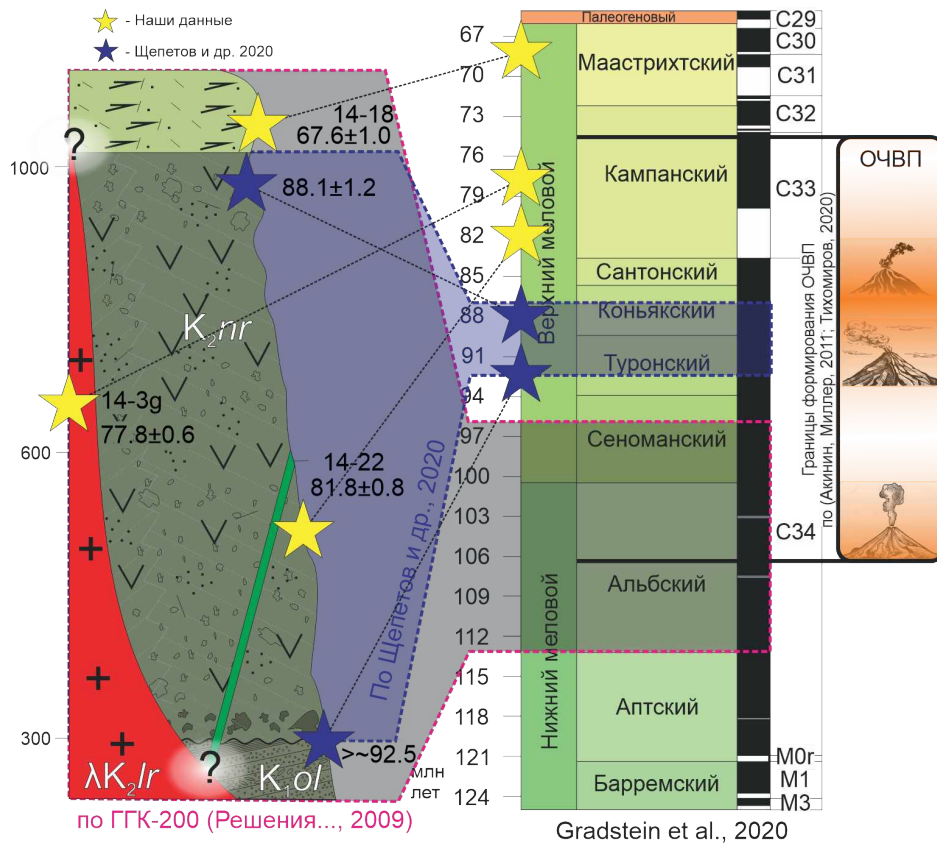 - Наши данные
- Щепетов и др. 2020
14-18
67.6±1.0
?
1000
88.1±1.2
K₂nr
14-3g
77.8±0.6
600
14-22
81.8±0.8
По Щепетов и др., 2020
300
>~92.5
?
λK₂lr
K₁ol
млн
лет
по ГГК-200 (Решения..., 2009)
67
70
73
76
79
82
85
88
91
94
97
100
103
106
109
112
115
118
121
124
Верхний меловой
Нижний меловой
Палеогеновый
Маастрихтский
Кампанский
Сантонский
Коньякский
Туронский
Сеноманский
Альбский
Аптский
Барремский
C29
C30
C31
C32
C33
C34
M0r
M1
M3
Границы формирования ОЧВП
по (Акинин, Миллер, 2011; Тихомиров, 2020)
ОЧВП
Gradstein et al., 2020